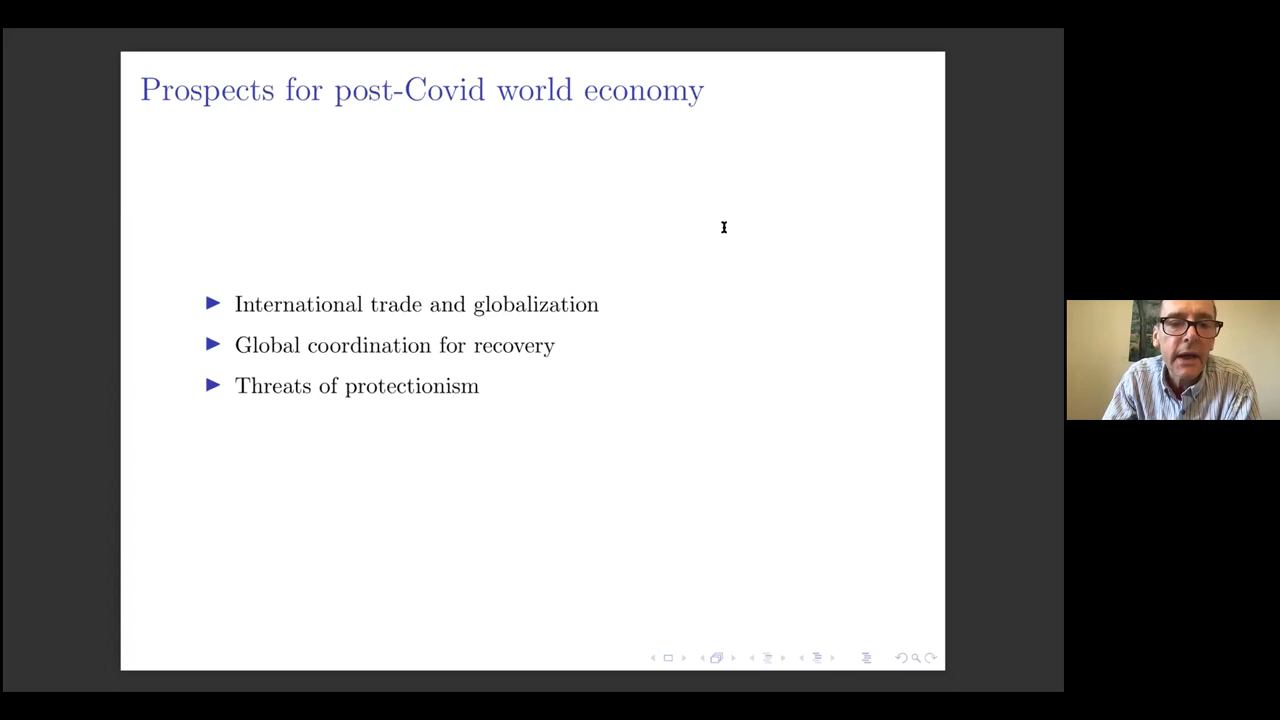 Prospects for post-Covid world economy
International trade and globalization
Global coordination for recovery
Threats of protectionism